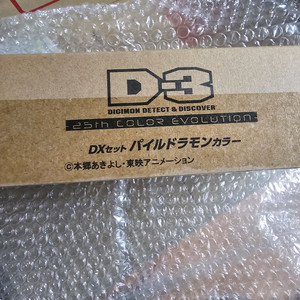 D-3
DIGIMON DETECT & DISCOVER
25th COLOR EVOLUTION
DXセット パイルドラモンカラー
©本郷あきよし・東映アニメーション